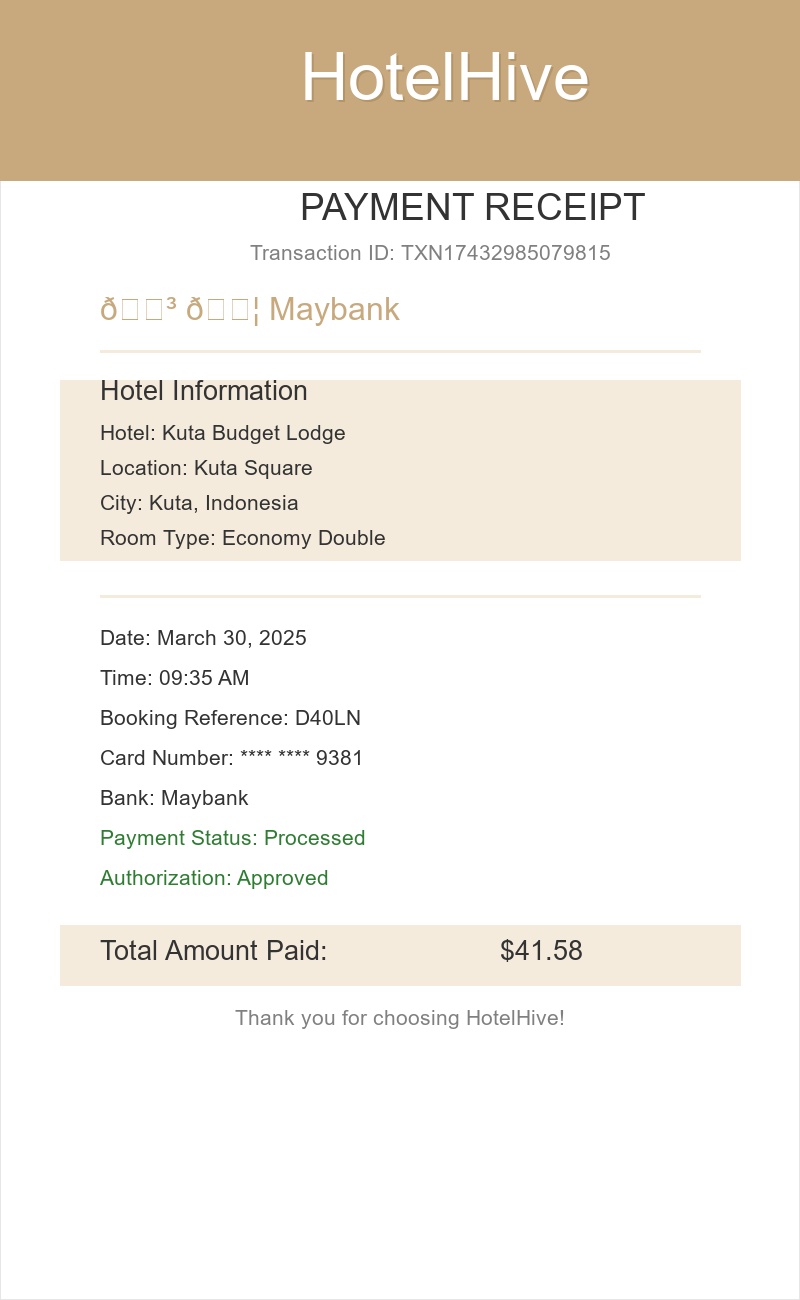 HotelHive
PAYMENT RECEIPT
Transaction ID: TXN17432985079815
ð□□³ ð□□¦ Maybank
Hotel Information
Hotel: Kuta Budget Lodge
Location: Kuta Square
City: Kuta, Indonesia
Room Type: Economy Double
Date: March 30, 2025
Time: 09:35 AM
Booking Reference: D40LN
Card Number: **** **** 9381
Bank: Maybank
Payment Status: Processed
Authorization: Approved
Total Amount Paid: $41.58
Thank you for choosing HotelHive!